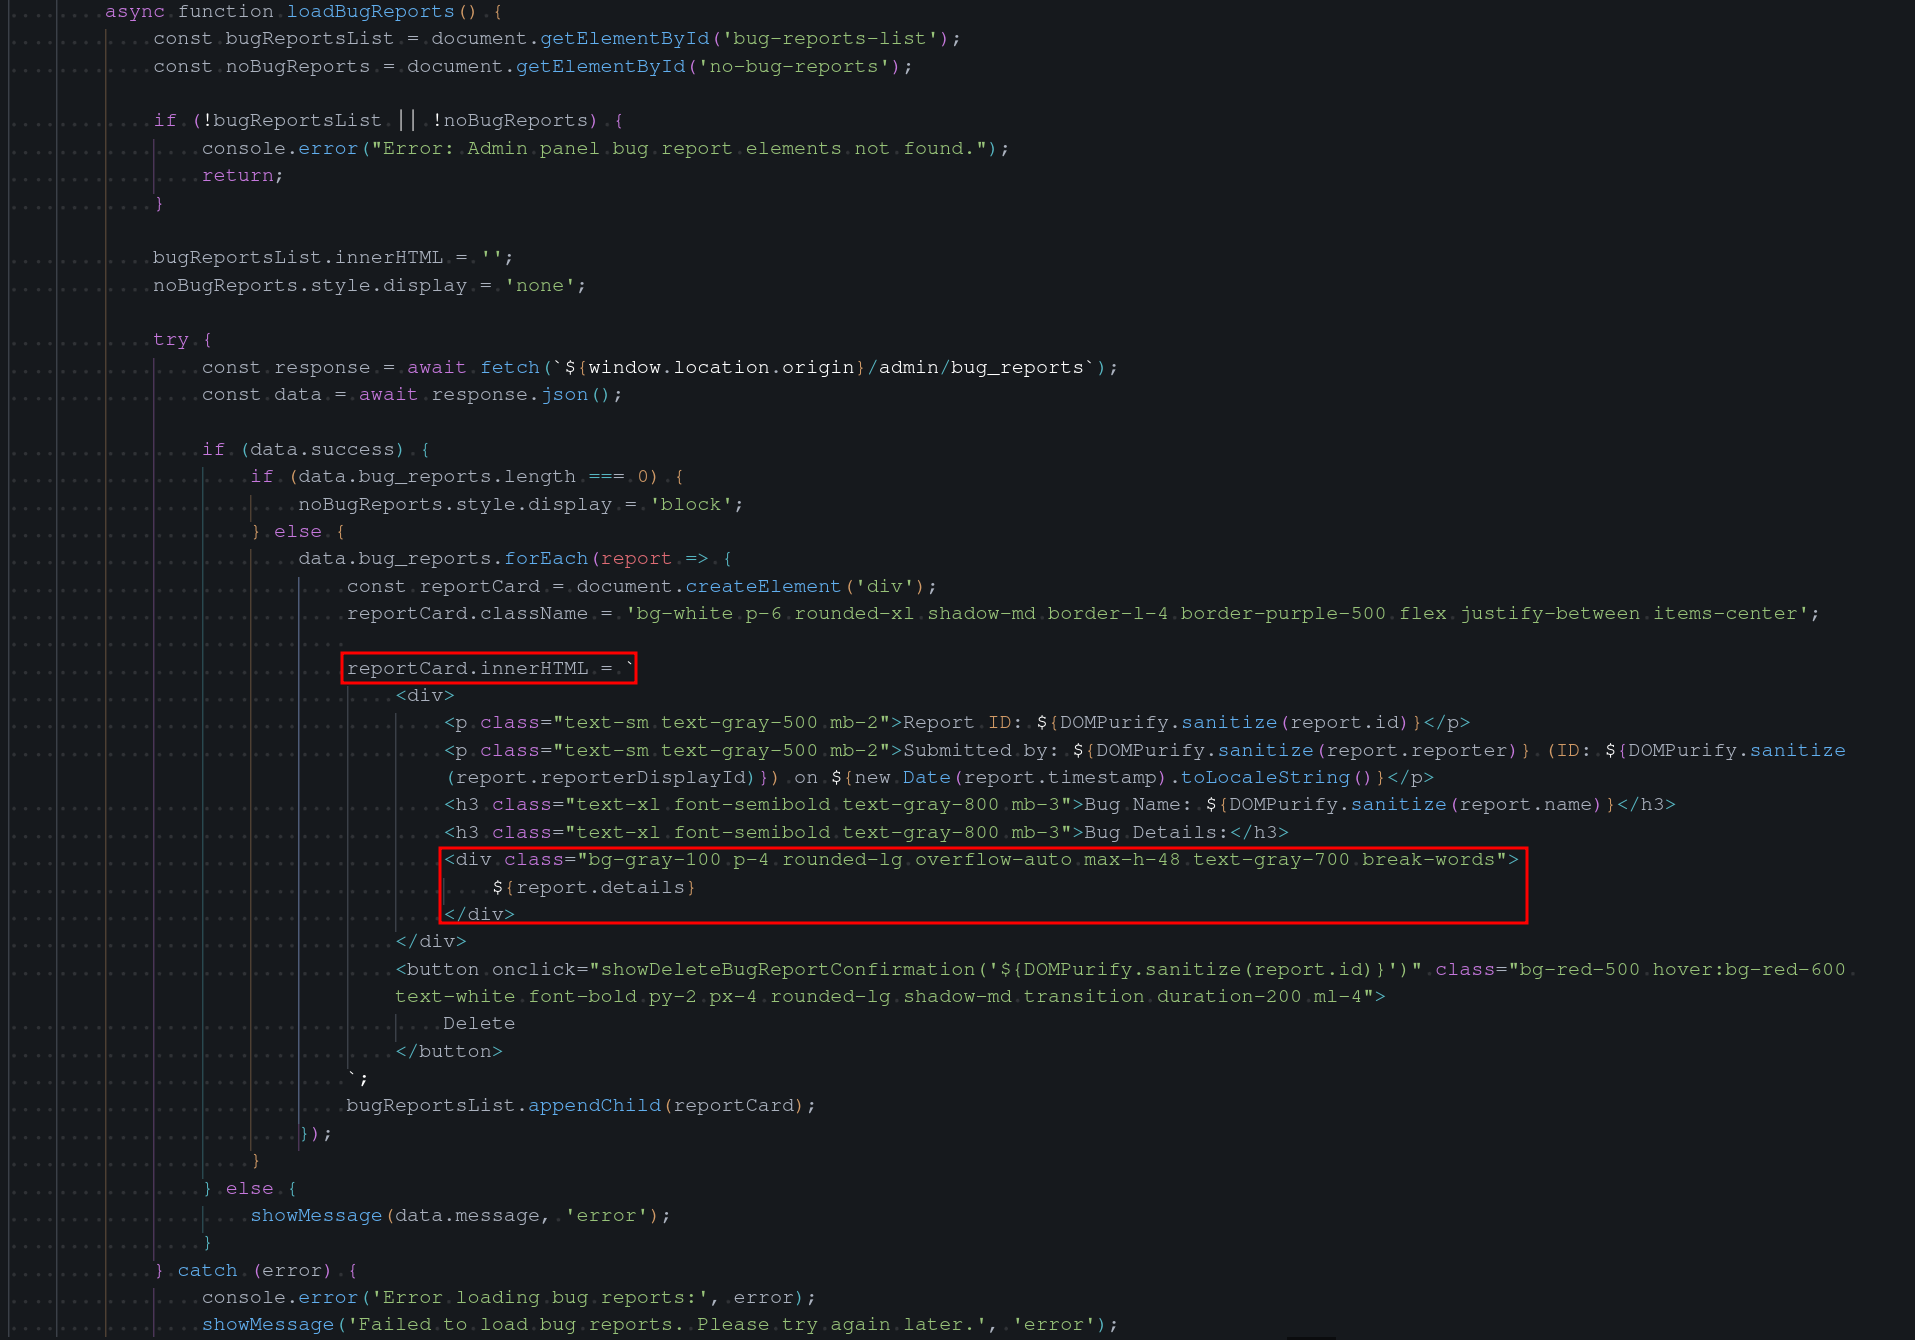 async function loadBugReports() {
const bugReportsList = document.getElementById('bug-reports-list');
const noBugReports = document.getElementById('no-bug-reports');
if (!bugReportsList || !noBugReports) {
console.error("Error: Admin panel bug report elements not found.");
return;
}
bugReportsList.innerHTML = '';
noBugReports.style.display = 'none';
try {
const response = await fetch(`${window.location.origin}/admin/bug_reports`);
const data = await response.json();
if (data.success) {
if (data.bug_reports.length === 0) {
noBugReports.style.display = 'block';
} else {
data.bug_reports.forEach(report => {
const reportCard = document.createElement('div');
reportCard.className = 'bg-white p-6 rounded-xl shadow-md border-l-4 border-purple-500 flex justify-between items-center';
reportCard.innerHTML = `
<div>
<p class="text-sm text-gray-500 mb-2">Report ID: ${DOMPurify.sanitize(report.id)}</p>
<p class="text-sm text-gray-500 mb-2">Submitted by: ${DOMPurify.sanitize(report.reporter)} (ID: ${DOMPurify.sanitize
(report.reporterDisplayId)}) on ${new Date(report.timestamp).toLocaleString()}</p>
<h3 class="text-xl font-semibold text-gray-800 mb-3">Bug Name: ${DOMPurify.sanitize(report.name)}</h3>
<h3 class="text-xl font-semibold text-gray-800 mb-3">Bug Details:</h3>
<div class="bg-gray-100 p-4 rounded-lg overflow-auto max-h-48 text-gray-700 break-words">
${report.details}
</div>
</div>
<button onclick="showDeleteBugReportConfirmation('${DOMPurify.sanitize(report.id)}')" class="bg-red-500 hover:bg-red-600
text-white font-bold py-2 px-4 rounded-lg shadow-md transition duration-200 ml-4">
Delete
</button>
`;
bugReportsList.appendChild(reportCard);
});
}
} else {
showMessage(data.message, 'error');
}
} catch (error) {
console.error('Error loading bug reports:', error);
showMessage('Failed to load bug reports. Please try again later.', 'error');